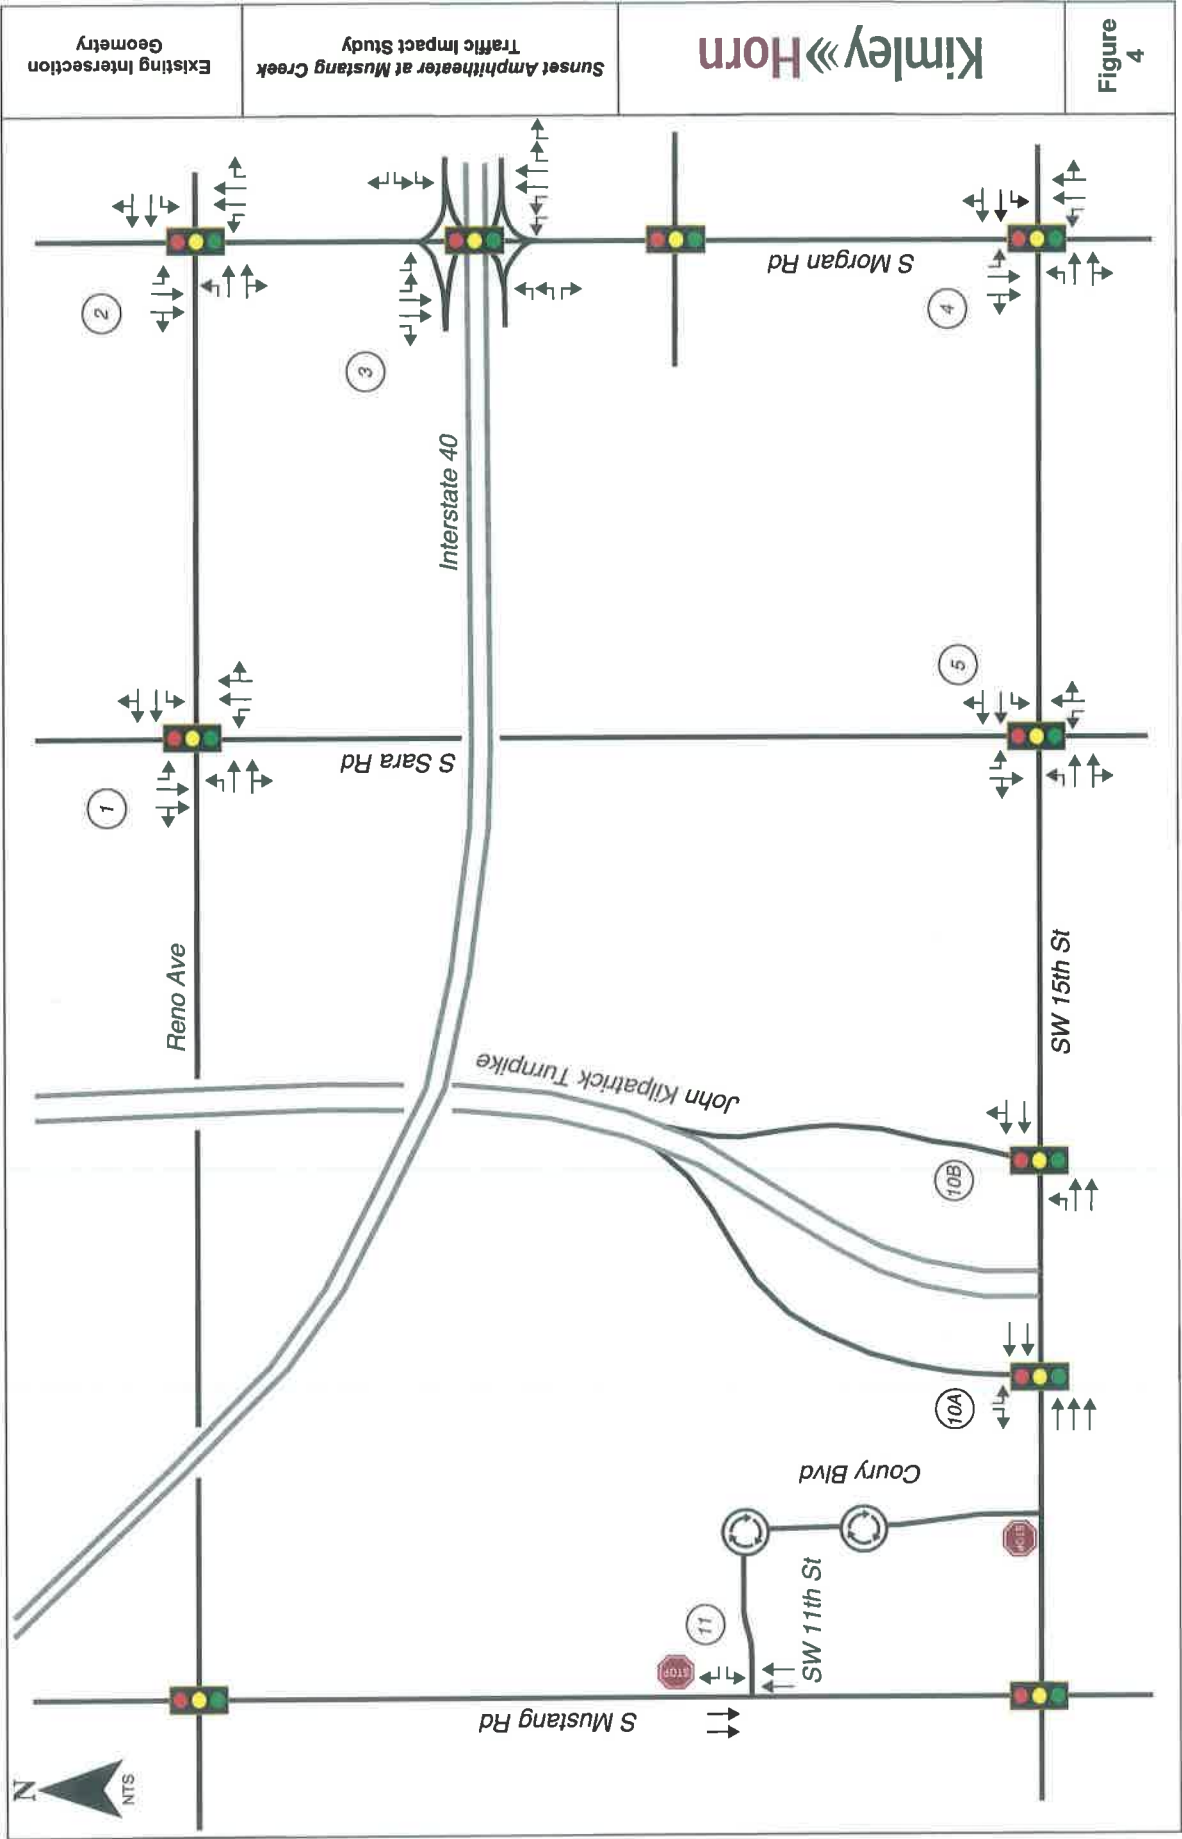 Existing Intersection
Geometry
Sunset Amphitheater at Mustang Creek
Traffic Impact Study
Kimley»Horn
Figure
4
2
3
S Morgan Rd
4
Interstate 40
1
S Sara Rd
5
Reno Ave
John Kilpatrick Turnpike
SW 15th St
10B
10A
Coury Blvd
STOP
11
SW 11th St
STOP
S Mustang Rd
N
NTS